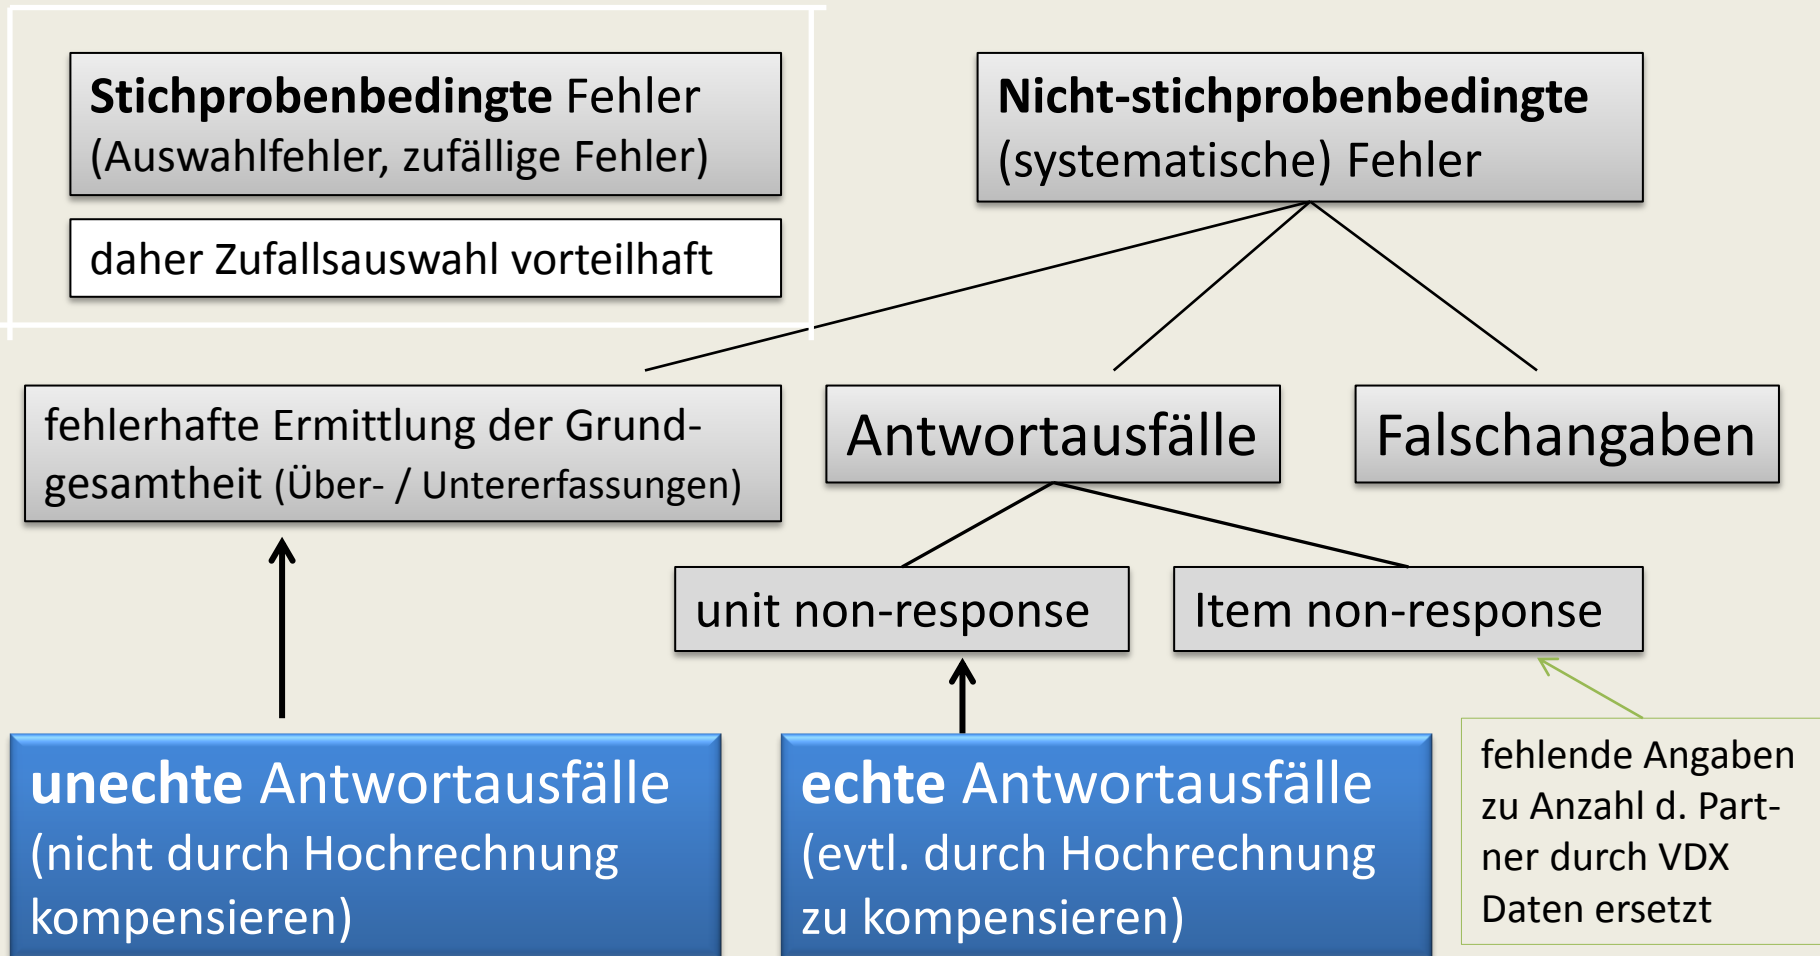 Stichprobenbedingte Fehler
(Auswahlfehler, zufällige Fehler)
daher Zufallsauswahl vorteilhaft
Nicht-stichprobenbedingte
(systematische) Fehler
fehlerhafte Ermittlung der Grund-
gesamtheit (Über- / Untererfassungen)
Antwortausfälle
Falschangaben
unit non-response
Item non-response
unechte Antwortausfälle
(nicht durch Hochrechnung
kompensieren)
echte Antwortausfälle
(evtl. durch Hochrechnung
zu kompensieren)
fehlende Angaben
zu Anzahl d. Part-
ner durch VDX
Daten ersetzt